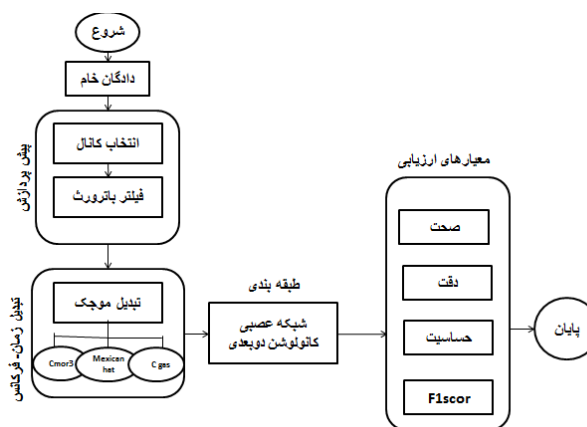 شروع
دادگان خام
پیش پردازش
انتخاب کانال
فیلتر باترورث
تبدیل زمان- فرکانس
تبدیل موجک
Cmor3
Mexican
hat
C gas
طبقه بندی
شبکه عصبی
کانولوشن دوبعدی
معیارهای ارزیابی
صحت
دقت
حساسیت
F1scor
پایان